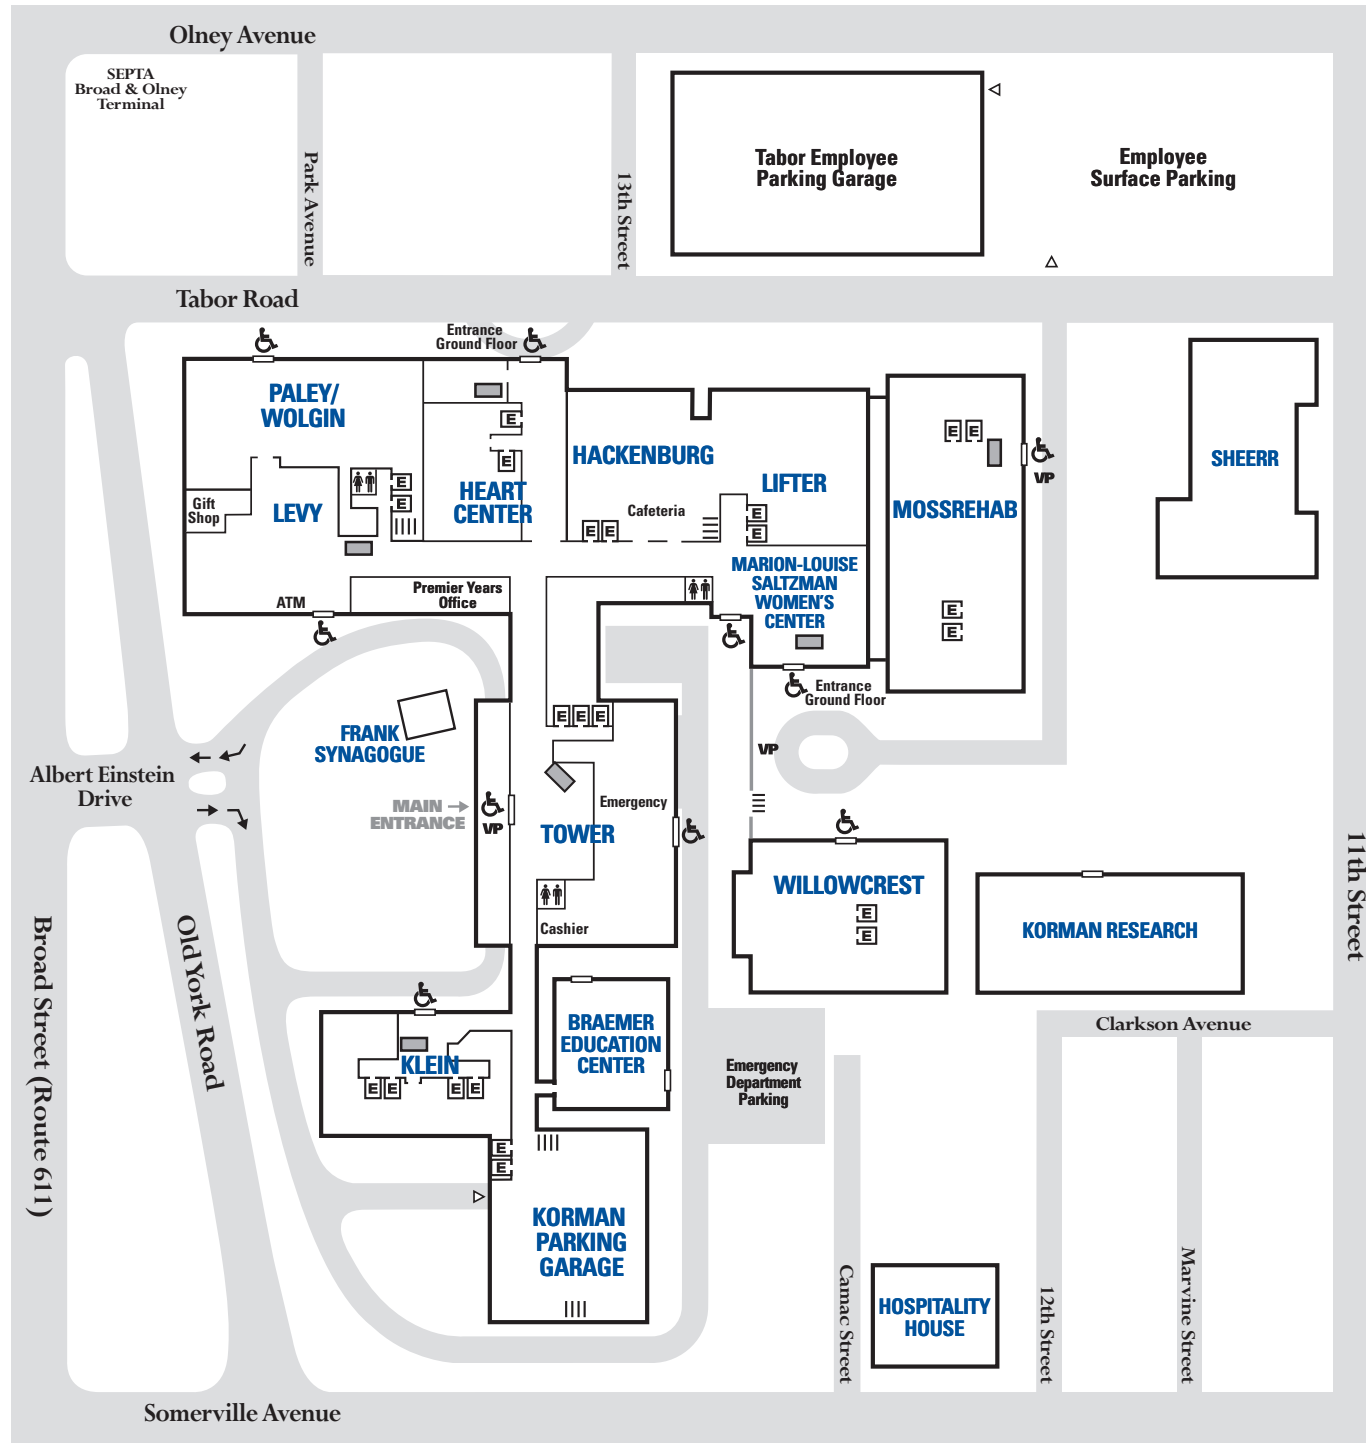 Olney Avenue
SEPTA
Broad & Olney
Terminal
Park Avenue
13th Street
Tabor Employee
Parking Garage
Employee
Surface Parking
Tabor Road
Entrance
Ground Floor
PALEY/
WOLGIN
E
E
HACKENBURG
HEART
CENTER
E
E
Gift
Shop
LEVY
Cafeteria
E E
LIFTER
E
E
E E
VP
MOSSREHAB
E
E
SHEERR
MARION-LOUISE
SALTZMAN
WOMEN'S
CENTER
Premier Years
Office
ATM
Entrance
Ground Floor
FRANK
SYNAGOGUE
E E E
VP
Albert Einstein
Drive
MAIN
ENTRANCE
VP
Emergency
TOWER
Cashier
WILLOWCREST
E
E
KORMAN RESEARCH
11th Street
Broad Street (Route 611)
Old York Road
Clarkson Avenue
BRAEMER
EDUCATION
CENTER
KLEIN
E E
E E
Emergency
Department
Parking
E
E
KORMAN
PARKING
GARAGE
Camac Street
HOSPITALITY
HOUSE
12th Street
Marvine Street
Somerville Avenue